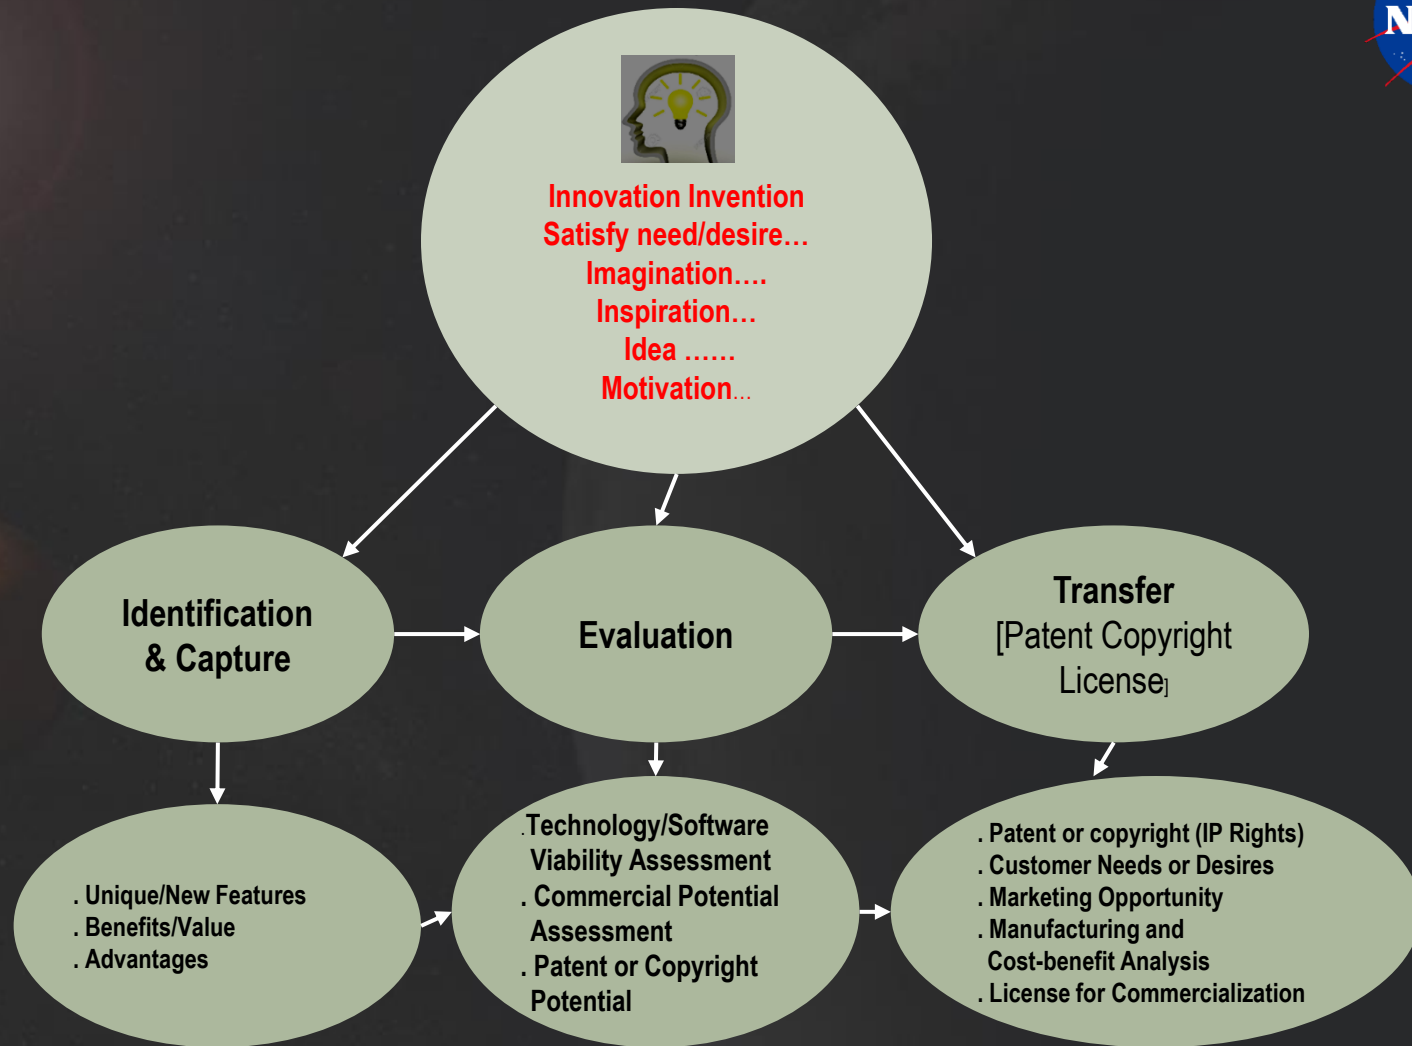 N
Innovation Invention
Satisfy need/desire…
Imagination….
Inspiration…
Idea ……
Motivation…
Identification
& Capture
Evaluation
Transfer
[Patent Copyright
License]
. Unique/New Features
. Benefits/Value
. Advantages
.Technology/Software
Viability Assessment
. Commercial Potential
Assessment
. Patent or Copyright
Potential
. Patent or copyright (IP Rights)
. Customer Needs or Desires
. Marketing Opportunity
. Manufacturing and
Cost-benefit Analysis
. License for Commercialization